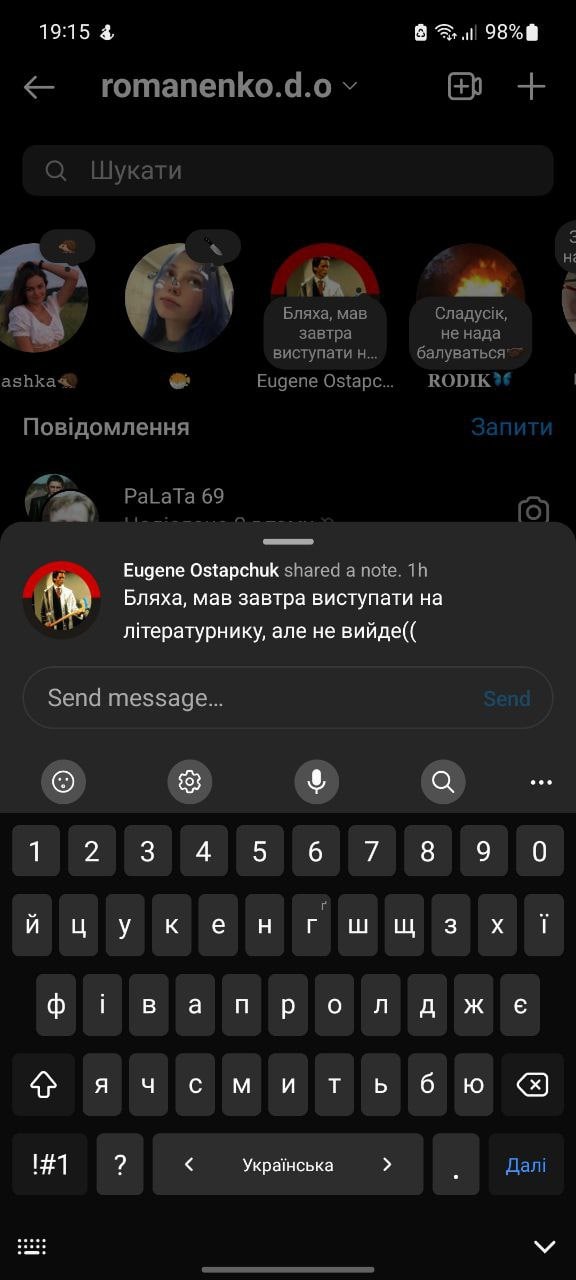 19:15
98%
romanenko.d.o
Шукати
З
на
Бляха, мав
завтра
виступати н...
Сладусік,
не нада
балуваться
ashka
Eugene Ostapc...
𝐑𝐎𝐃𝐈𝐊
Повідомлення
Запити
PaLaTa 69
Eugene Ostapchuk shared a note. 1h
Бляха, мав завтра виступати на
літературнику, але не вийде((
Send message...
Send
1 2 3 4 5 6 7 8 9 0
й ц у к е н г ґ ш щ з х ї
ф і в а п р о л д ж є
я ч с м и т ь б ю
!#1 ? < Українська > . Далі